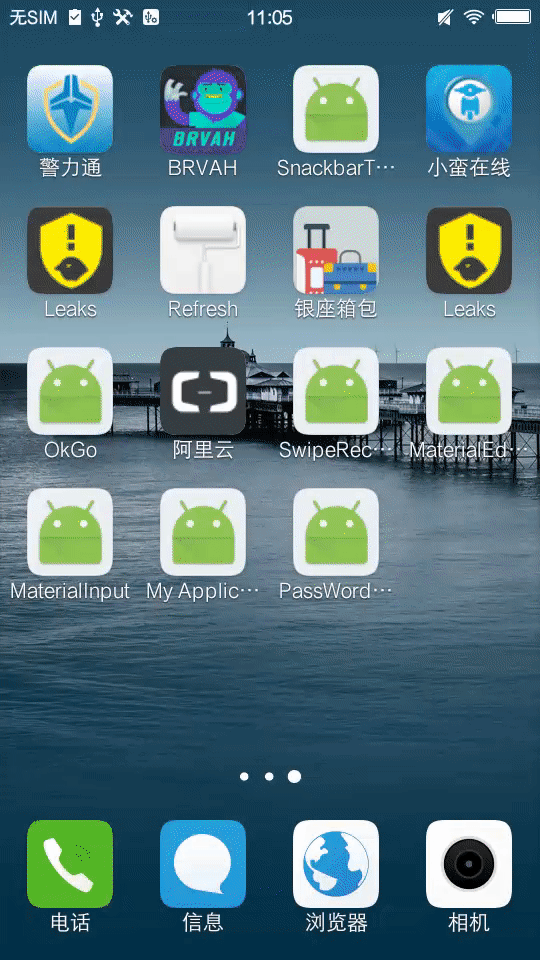 无SIM 11:05
BRVAH
警力通 BRVAH SnackbarT··· 小蛮在线
Leaks Refresh 银座箱包 Leaks
OkGo 阿里云 SwipeRec··· MaterialEd···
MaterialInput My Applic··· PassWord···
电话 信息 浏览器 相机